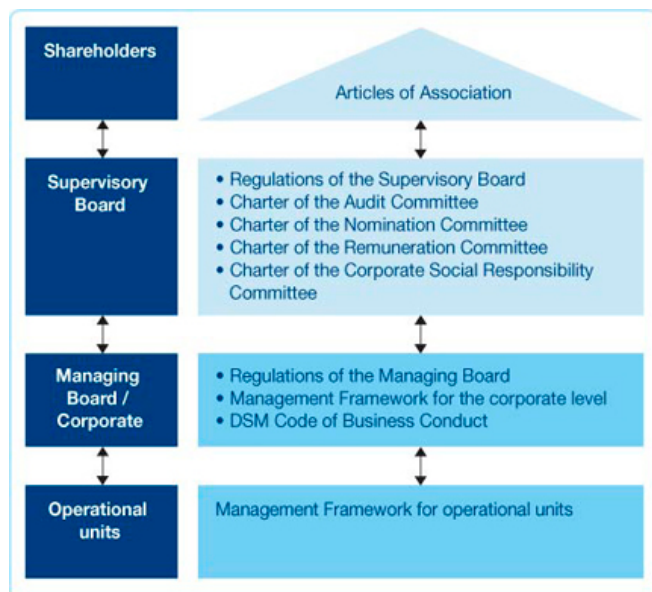 Shareholders
Articles of Association
Supervisory
Board
• Regulations of the Supervisory Board
• Charter of the Audit Committee
• Charter of the Nomination Committee
• Charter of the Remuneration Committee
• Charter of the Corporate Social Responsibility
Committee
Managing
Board /
Corporate
• Regulations of the Managing Board
• Management Framework for the corporate level
• DSM Code of Business Conduct
Operational
units
Management Framework for operational units